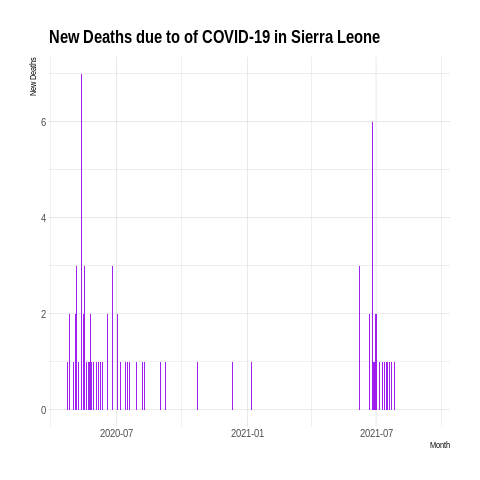 New Deaths due to of COVID-19 in Sierra Leone
New Deaths
6
4
2
0
2020-07
2021-01
2021-07
Month